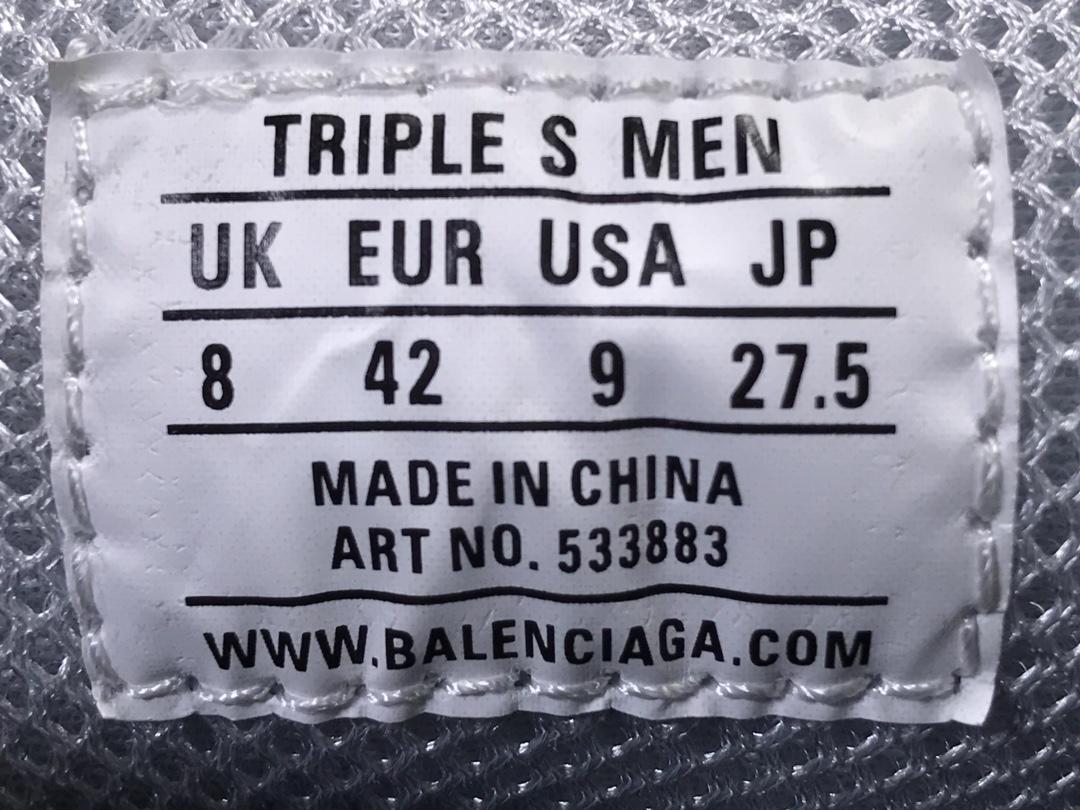 TRIPLE S MEN
UK EUR USA JP
8 42 9 27.5
MADE IN CHINA
ART NO. 533883
WWW.BALENCIAGA.COM